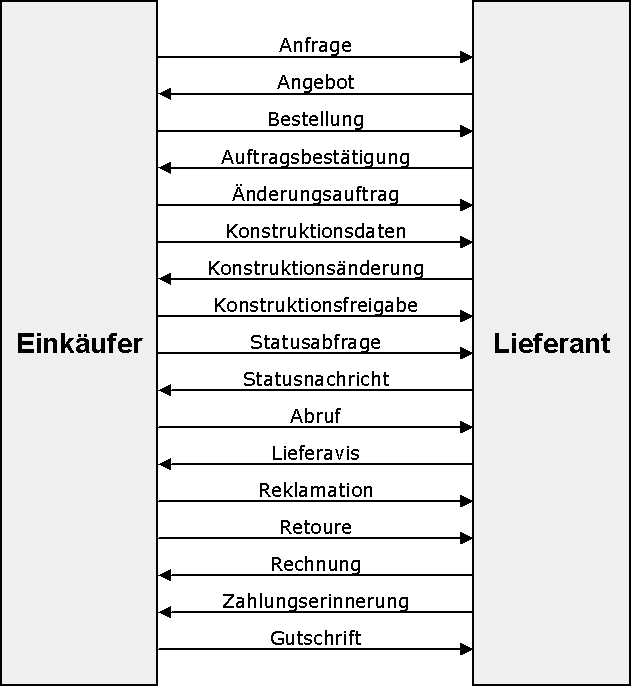 Anfrage
Angebot
Bestellung
Auftragsbestätigung
Änderungsauftrag
Konstruktionsdaten
Konstruktionsänderung
Konstruktionsfreigabe
Einkäufer
Lieferant
Statusabfrage
Statusnachricht
Abruf
Lieferavis
Reklamation
Retoure
Rechnung
Zahlungserinnerung
Gutschrift